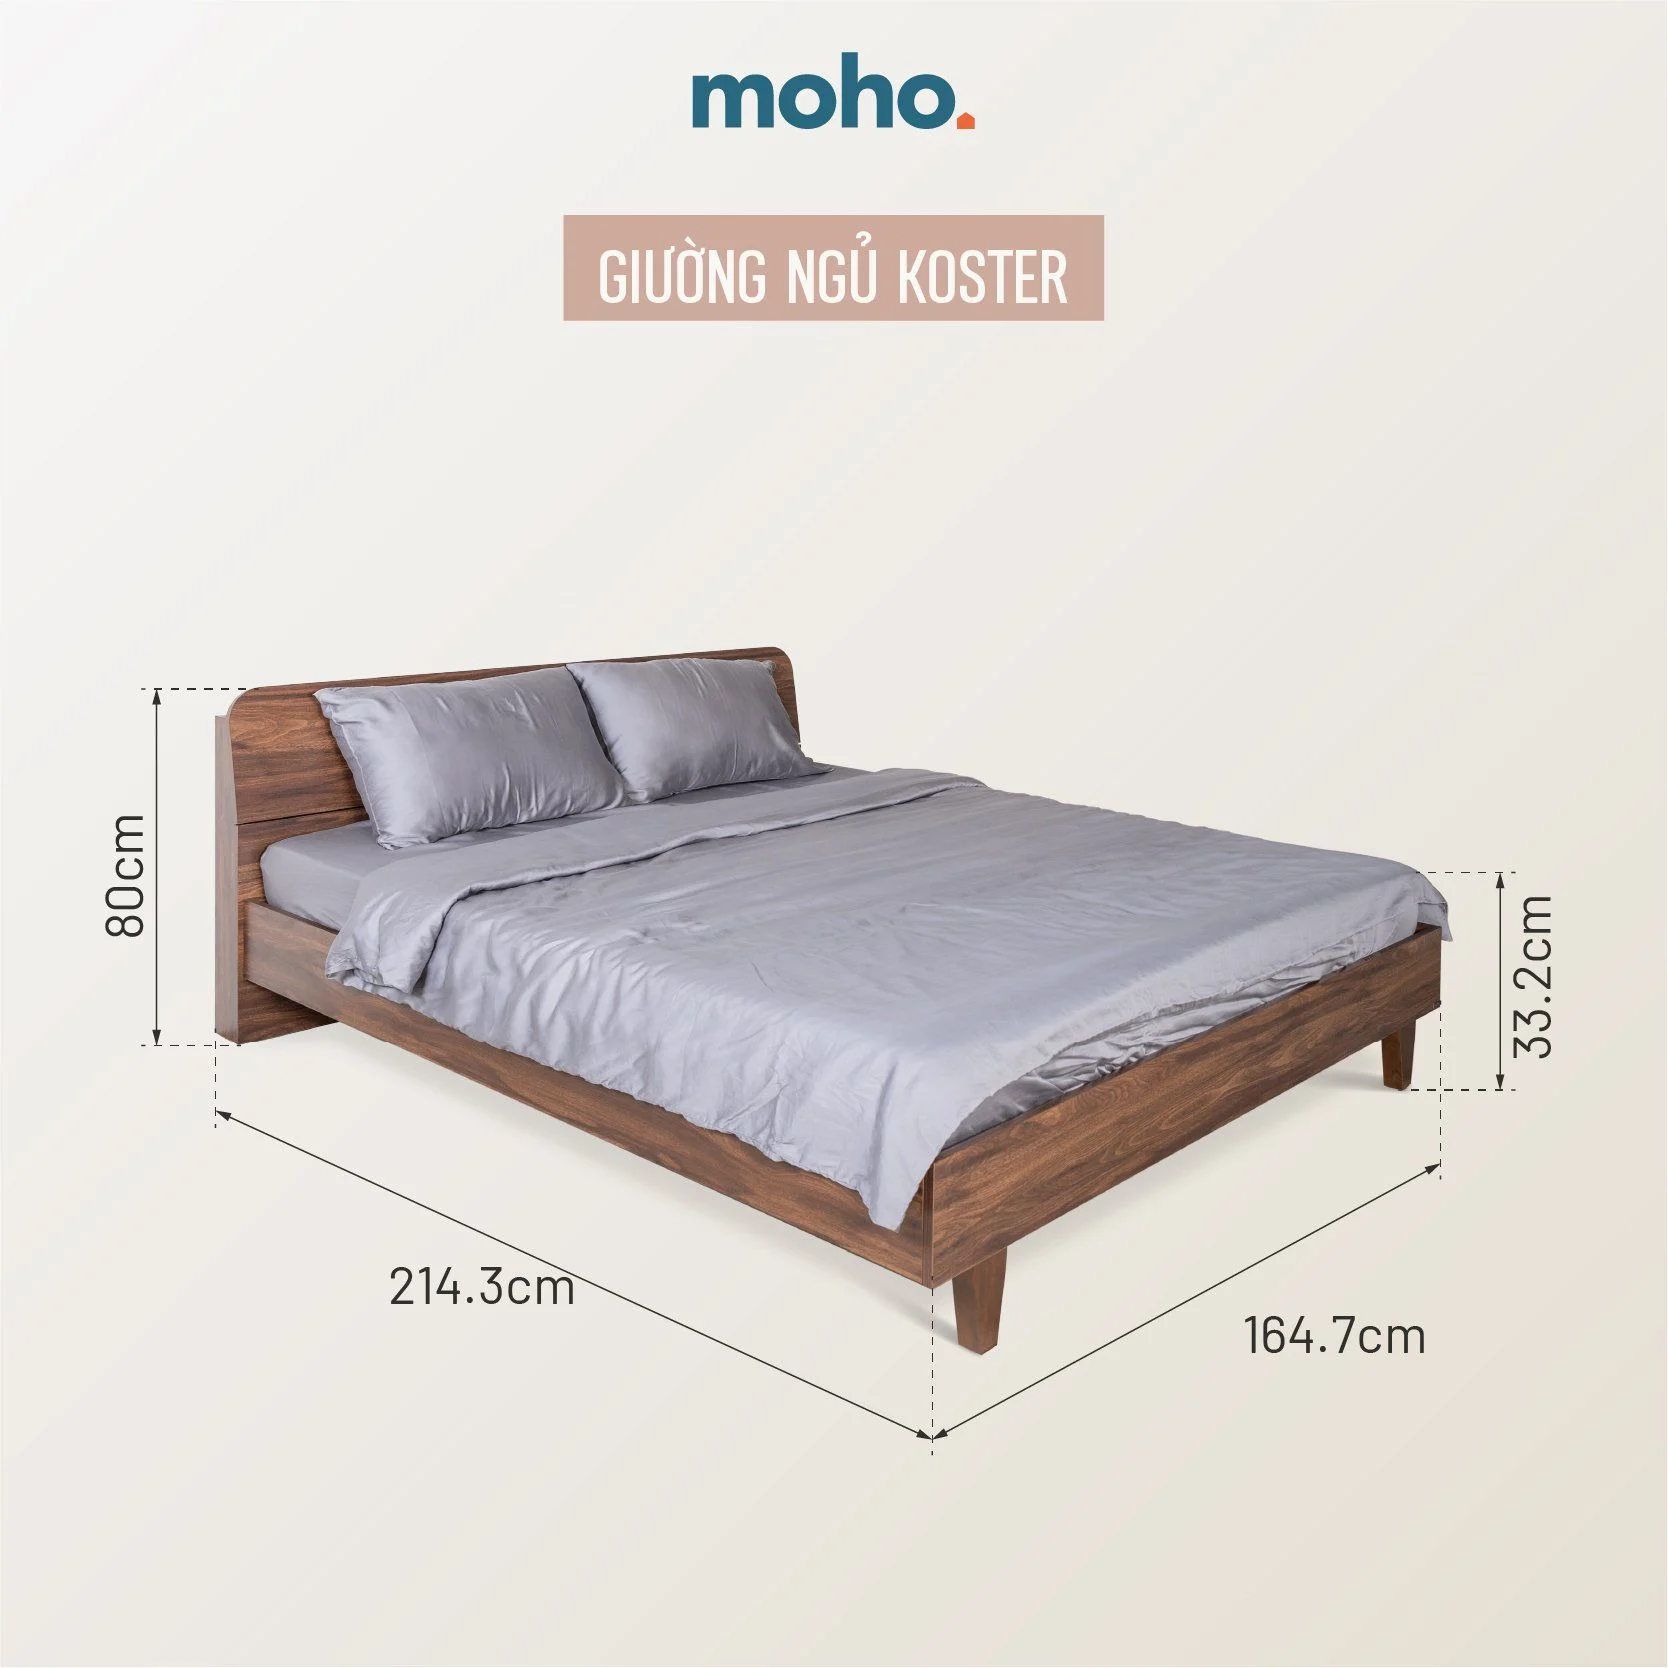 moho.
GIƯỜNG NGỦ KOSTER
80cm
33.2cm
214.3cm
164.7cm